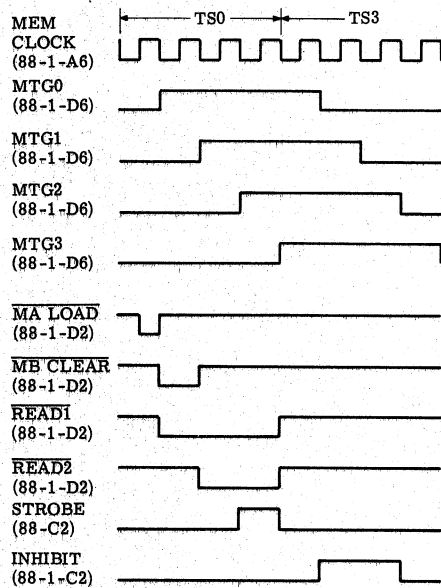 TS0 TS3
MEM
CLOCK
(88-1-A6)
MTG0
(88-1-D6)
MTG1
(88-1-D6)
MTG2
(88-1-D6)
MTG3
(88-1-D6)
MA LOAD
(88-1-D2)
MB CLEAR
(88-1-D2)
READ1
(88-1-D2)
READ2
(88-1-D2)
STROBE
(88-C2)
INHIBIT
(88-1-C2)